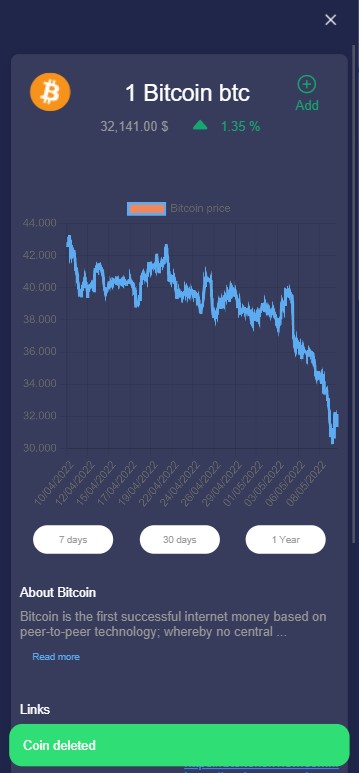 1 Bitcoin btc
Add
32,141.00 $
1.35 %
Bitcoin price
44.000
42.000
40.000
38.000
36.000
34.000
32.000
30.000
10/04/2022
12/04/2022
15/04/2022
17/04/2022
19/04/2022
22/04/2022
24/04/2022
26/04/2022
29/04/2022
01/05/2022
03/05/2022
06/05/2022
08/05/2022
7 days
30 days
1 Year
About Bitcoin
Bitcoin is the first successful internet money based on
peer-to-peer technology; whereby no central ...
Read more
Links
Coin deleted